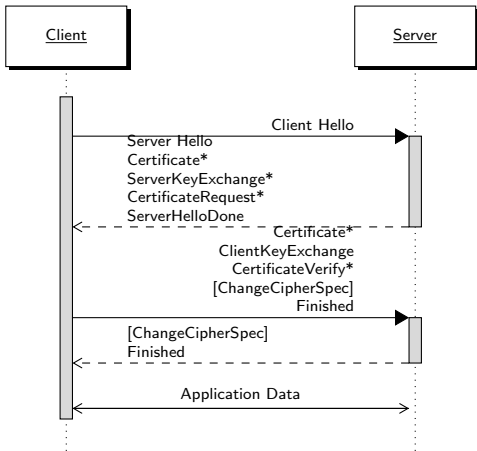 Client
Server
Client Hello
Server Hello
Certificate*
ServerKeyExchange*
CertificateRequest*
ServerHelloDone
Certificate*
ClientKeyExchange
CertificateVerify*
[ChangeCipherSpec]
Finished
[ChangeCipherSpec]
Finished
Application Data